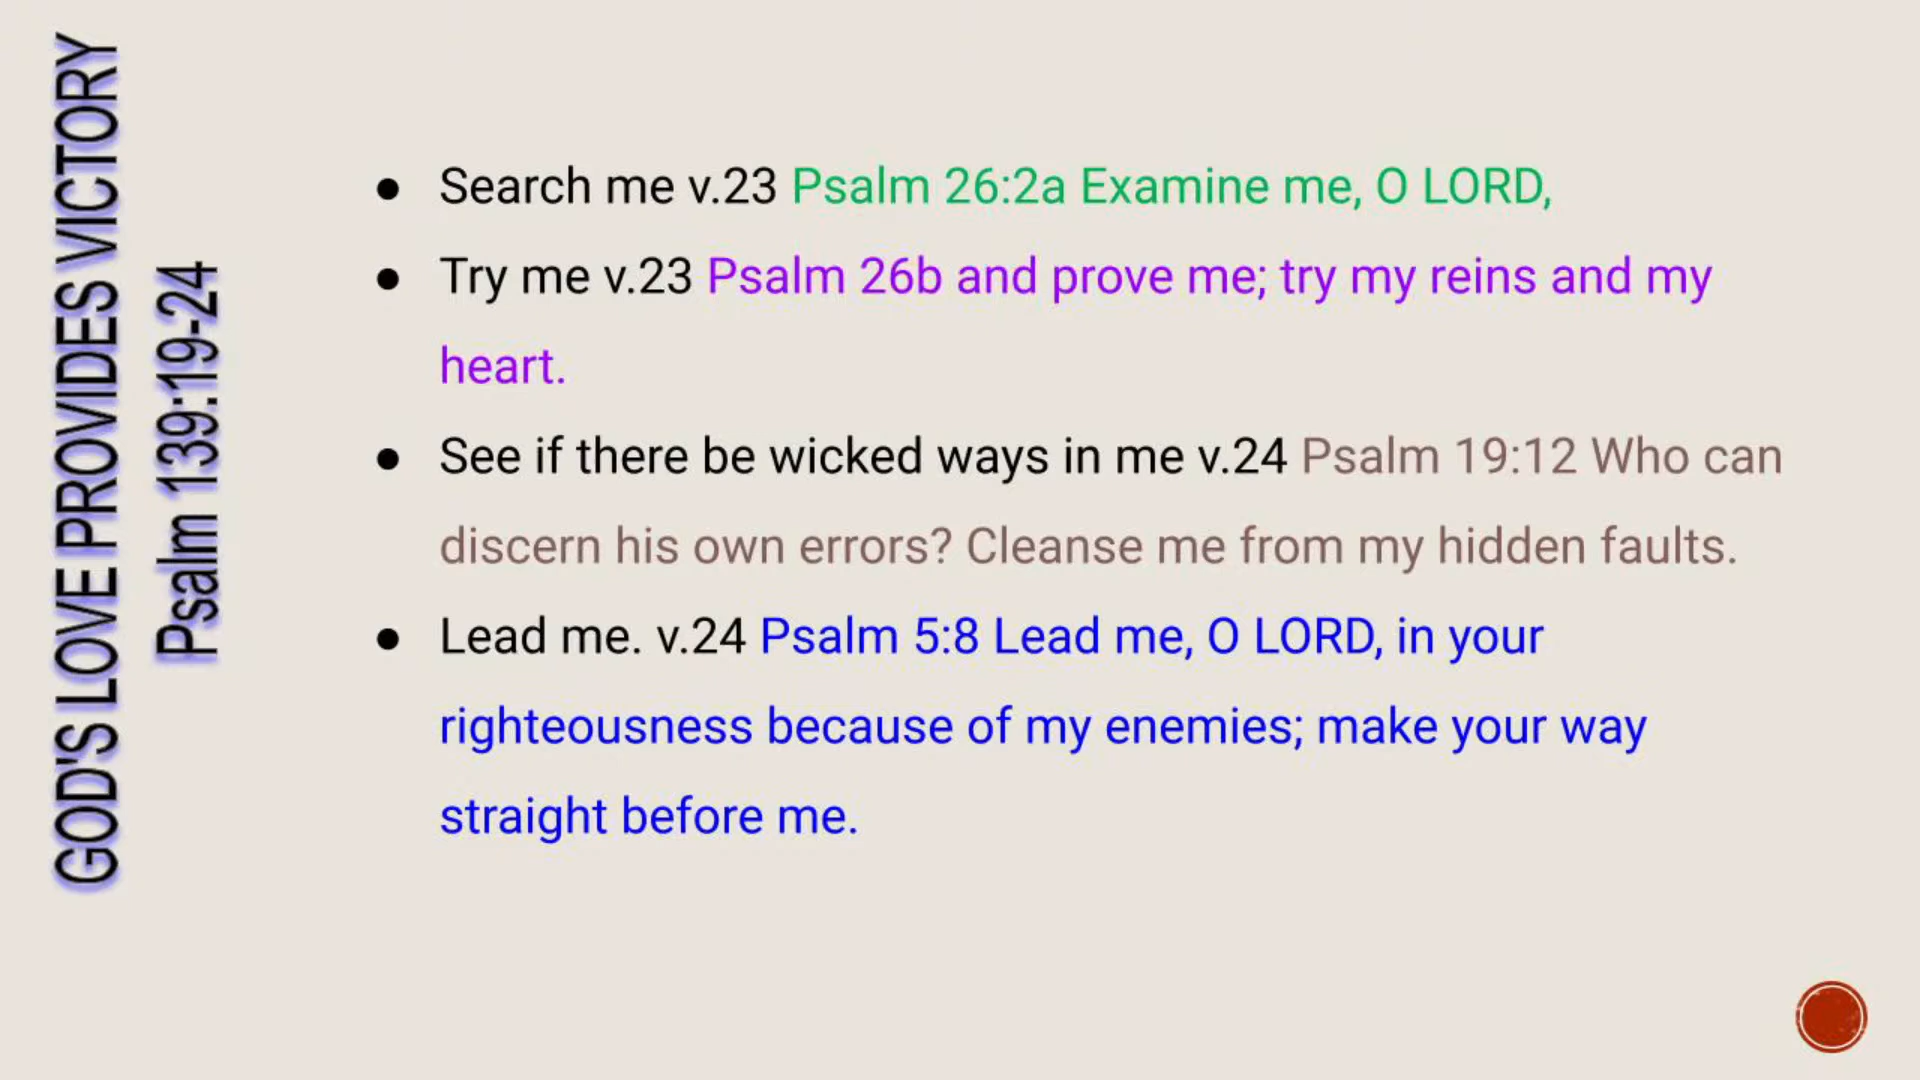 GOD'S LOVE PROVIDES VICTORY
Psalm 139:19-24
● Search me v.23 Psalm 26:2a Examine me, O LORD,
● Try me v.23 Psalm 26b and prove me; try my reins and my
heart.
● See if there be wicked ways in me v.24 Psalm 19:12 Who can
discern his own errors? Cleanse me from my hidden faults.
● Lead me. v.24 Psalm 5:8 Lead me, O LORD, in your
righteousness because of my enemies; make your way
straight before me.